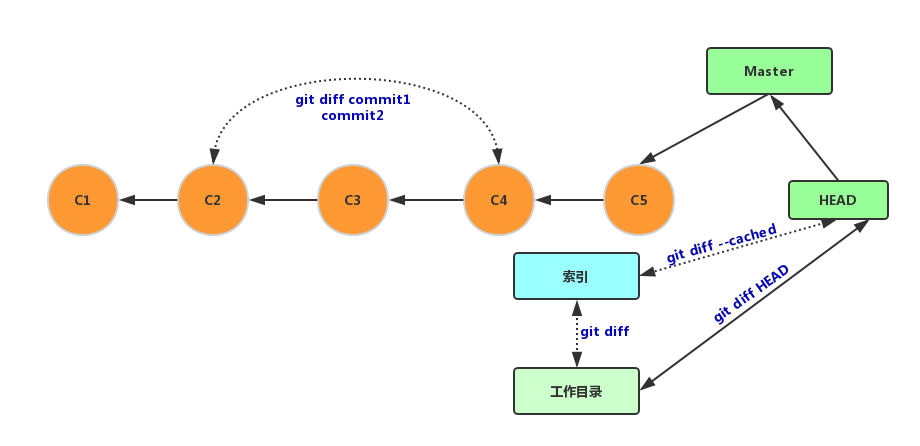 Master
git diff commit1
commit2
C1
C2
C3
C4
C5
HEAD
git diff --cached
索引
git diff HEAD
git diff
工作目录